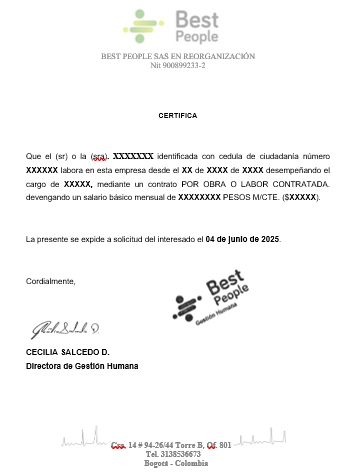 Best
People
BEST PEOPLE SAS EN REORGANIZACIÓN
Nit 900899233-2
CERTIFICA
Que el (sr) o la (sra). XXXXXXX identificada con cedula de ciudadanía número
XXXXXX labora en esta empresa desde el XX de XXXX de XXXX desempeñando el
cargo de XXXXX, mediante un contrato POR OBRA O LABOR CONTRATADA.
devengando un salario básico mensual de XXXXXXXX PESOS M/CTE. ($XXXXX).
La presente se expide a solicitud del interesado el 04 de junio de 2025.
Cordialmente,
Best
People
Gestión Humana
CECILIA SALCEDO D.
Directora de Gestión Humana
Cra. 14 # 94-26/44 Torre B, Of. 801
Tel. 3138536673
Bogotá - Colombia